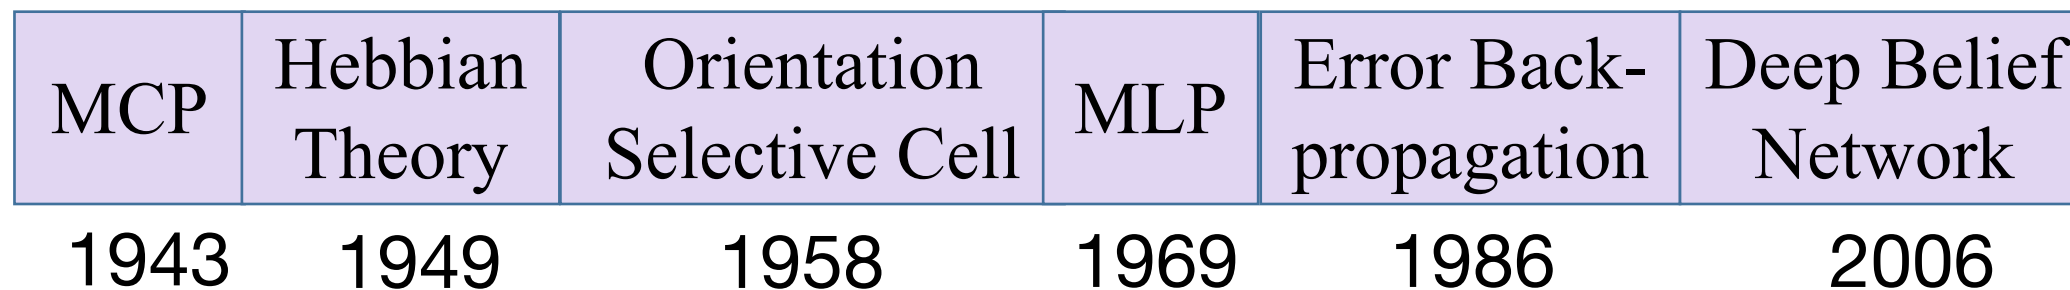 MCP
Hebbian
Theory
Orientation
Selective Cell
MLP
Error Back-
propagation
Deep Belief
Network
1943
1949
1958
1969
1986
2006